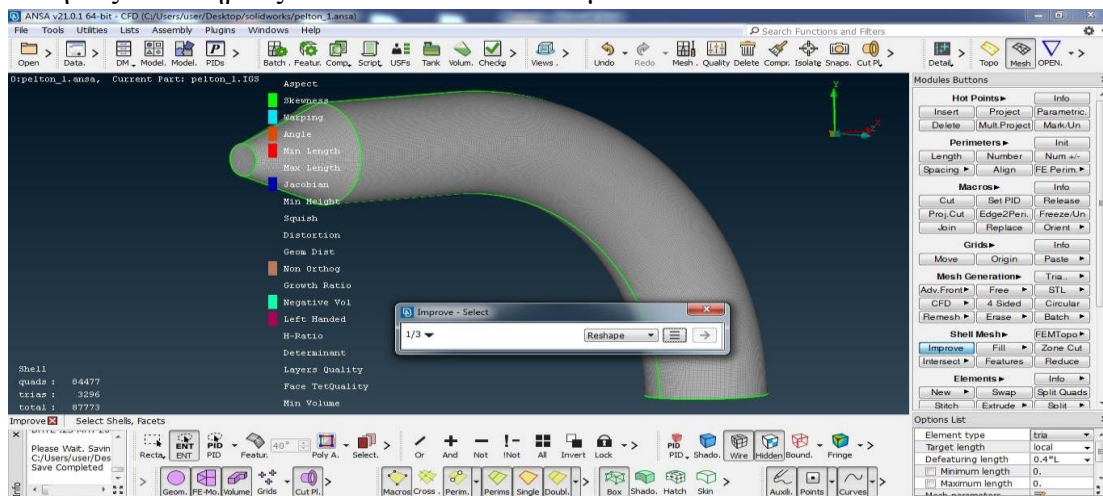 ANSA v21.0.1 64-bit - CFD (C:/Users/user/Desktop/solidworks/pelton_1.ansa)
File Tools Utilities Lists Assembly Plugins Windows Help
Search Functions and Filters
Open Data. DM Model. Model. PIDs Batch. Featur. Comp. Script. USFs Tank Volum. Checks Views. Undo Redo Mesh. Quality Delete Compr. Isolate Snaps. Cut Pl. Detail. Topo Mesh OPEN.
0:pelton_1.ansa, Current Part: pelton_1.IGS
Aspect
Skewness
Warping
Angle
Min Length
Max Length
Jacobian
Min Height
Squish
Distortion
Geom Dist
Non Orthog
Growth Ratio
Negative Vol
Left Handed
H-Ratio
Determinant
Layers Quality
Face TetQuality
Min Volume
Y
X
Improve - Select
1/3
Reshape
Shell
quads : 84477
trias : 3296
total : 87773
Modules Buttons
Hot Points Info
Insert Project Parametric.
Delete Mult.Project Mark/Un
Perimeters Init
Length Number Num +/-
Spacing Align FE Perim.
Macros Info
Cut Set PID Release
Proj.Cut Edge2Peri. Freeze/Un
Join Replace Orient
Grids Info
Move Origin Paste
Mesh Generation Tria..
Adv.Front Free STL
CFD 4 Sided Circular
Remesh Erase Batch
Shell Mesh FEMTopo
Improve Fill Zone Cut
Intersect Features Reduce
Elements Info
New Swap Split Quads
Stitch Extrude Split
Improve Select Shells, Facets
Please Wait. Savin
C:/Users/user/Des
Save Completed
Info
Recta. ENT PID Featur. 40° Poly A. Select. Or And Not !Not All Invert Lock PID Shado. Wire Hidden Bound. Fringe
ENT PID
Geom. FE-Mo. Volume Grids Cut Pl. Macros Cross. Perim. Perims Single Doubl. Box Shado. Hatch Skin Auxili. Points Curves
Options List
Element type tria
Target length local
Defeaturing length 0.4*L
Minimum length 0.
Maximum length 0.
Mesh parameters